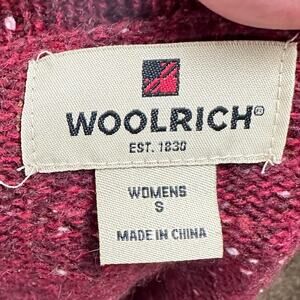 WOOLRICH®
EST. 1830
WOMENS
S
MADE IN CHINA